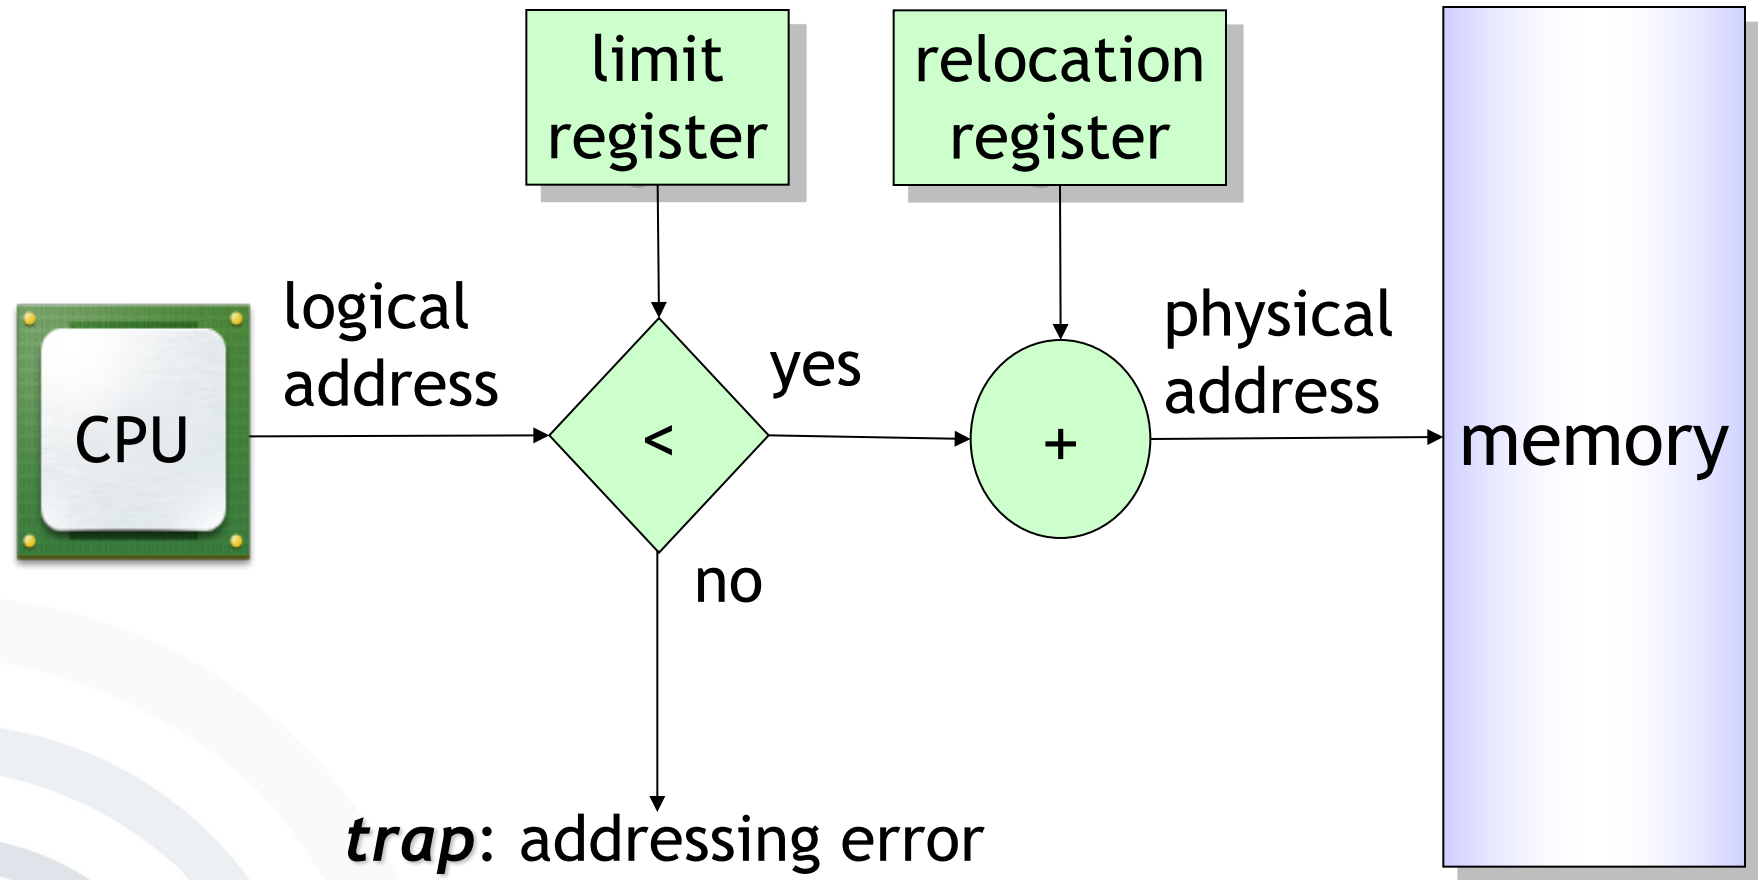 limit
register
relocation
register
logical
address
yes
physical
address
CPU
<
+
memory
no
trap: addressing error